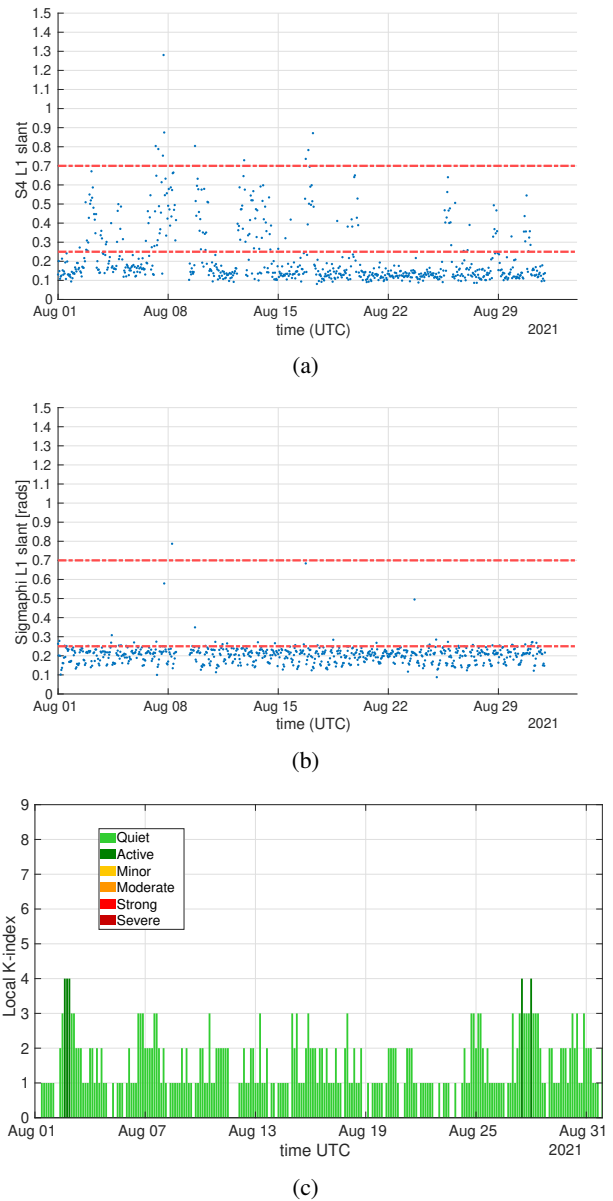 1.5
1.4
1.3
1.2
1.1
1
0.9
0.8
0.7
0.6
0.5
0.4
0.3
0.2
0.1
0
S4 L1 slant
Aug 01 Aug 08 Aug 15 Aug 22 Aug 29
time (UTC) 2021
(a)
1.5
1.4
1.3
1.2
1.1
1
0.9
0.8
0.7
0.6
0.5
0.4
0.3
0.2
0.1
0
Sigmaphi L1 slant [rads]
Aug 01 Aug 08 Aug 15 Aug 22 Aug 29
time (UTC) 2021
(b)
9
8
7
6
5
4
3
2
1
0
Local K-index
Quiet
Active
Minor
Moderate
Strong
Severe
Aug 01 Aug 07 Aug 13 Aug 19 Aug 25 Aug 31
time UTC 2021
(c)